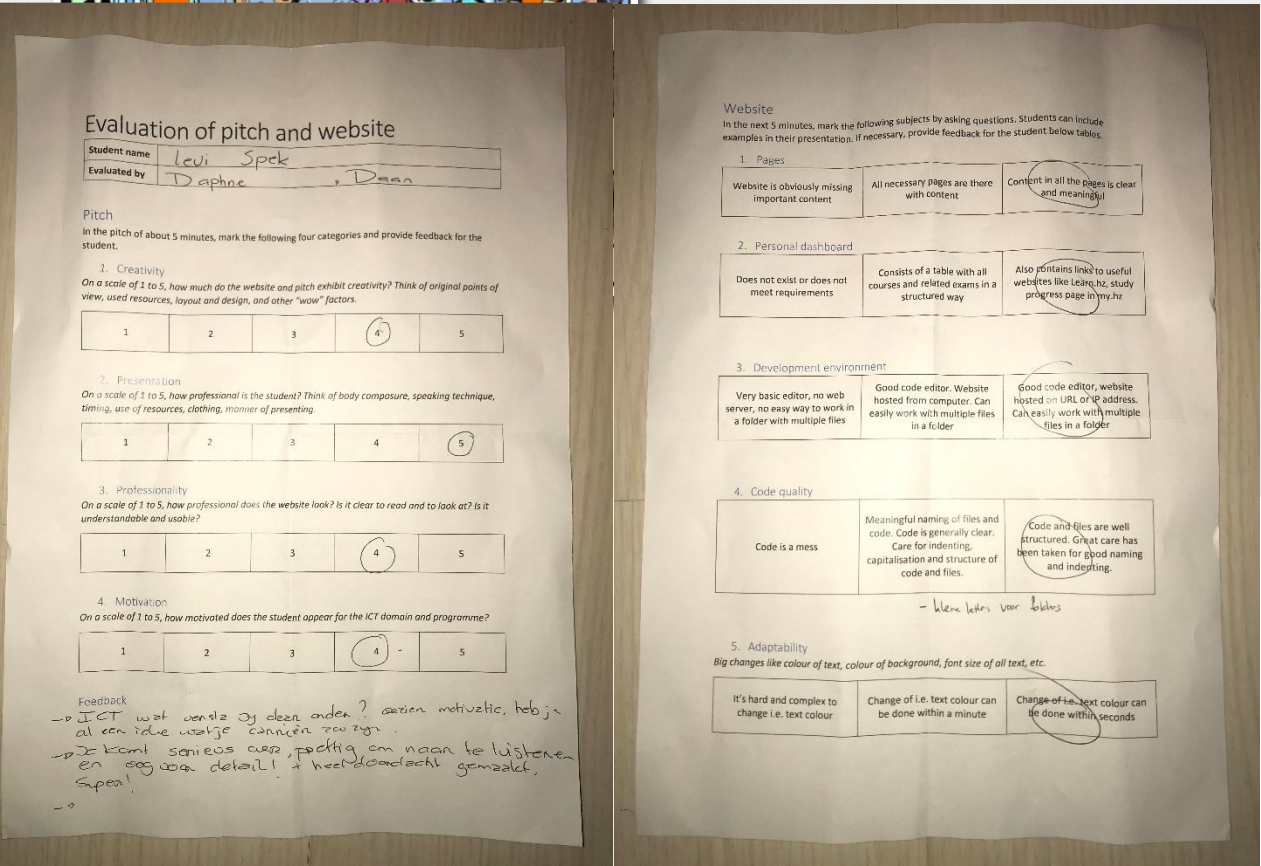 Evaluation of pitch and website
Student name Levi Spek
Evaluated by Daphne , Daan
Pitch
In the pitch of about 5 minutes, mark the following four categories and provide feedback for the
student.
1. Creativity
On a scale of 1 to 5, how much do the website and pitch exhibit creativity? Think of original points of
view, used resources, layout and design, and other "wow" factors.
1 2 3 4 5
2. Presentation
On a scale of 1 to 5, how professional is the student? Think of body composure, speaking technique,
timing, use of resources, clothing, manner of presenting.
1 2 3 4 5
3. Professionality
On a scale of 1 to 5, how professional does the website look? Is it clear to read and to look at? Is it
understandable and usable?
1 2 3 4 5
4. Motivation
On a scale of 1 to 5, how motivated does the student appear for the ICT domain and programme?
1 2 3 4 5
Feedback
ICT wat versta jij daar onder? gezien motivatie, heb je
al een idee wat je zou zijn.
Je komt serieus over, prettig om naar te luisteren
en oog voor detail! + heel doordacht gemaakt,
Super!
Website
In the next 5 minutes, mark the following subjects by asking questions. Students can include
examples in their presentation. If necessary, provide feedback for the student below tables.
1. Pages
Website is obviously missing
important content
All necessary pages are there
with content
Content in all the pages is clear
and meaningful
2. Personal dashboard
Does not exist or does not
meet requirements
Consists of a table with all
courses and related exams in a
structured way
Also contains links to useful
websites like Learn.hz, study
progress page in my.hz
3. Development environment
Very basic editor, no web
server, no easy way to work in
a folder with multiple files
Good code editor. Website
hosted from computer. Can
easily work with multiple files
in a folder
Good code editor, website
hosted on URL or IP address.
Can easily work with multiple
files in a folder
4. Code quality
Code is a mess
Meaningful naming of files and
code. Code is generally clear.
Care for indenting,
capitalisation and structure of
code and files.
Code and files are well
structured. Great care has
been taken for good naming
and indenting.
- kleine letters voor folders
5. Adaptability
Big changes like colour of text, colour of background, font size of all text, etc.
It's hard and complex to
change i.e. text colour
Change of i.e. text colour can
be done within a minute
Change of i.e. text colour can
be done within seconds